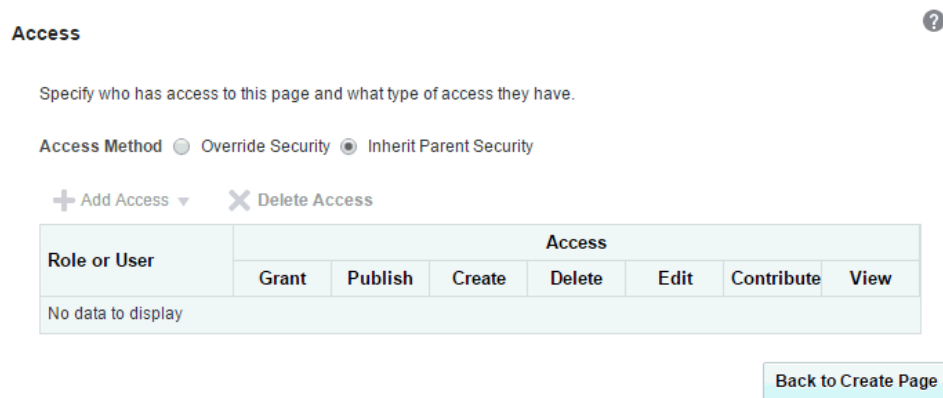 Access
Specify who has access to this page and what type of access they have.
Access Method Override Security Inherit Parent Security
Add Access Delete Access
Role or User Access
Grant Publish Create Delete Edit Contribute View
No data to display
Back to Create Page